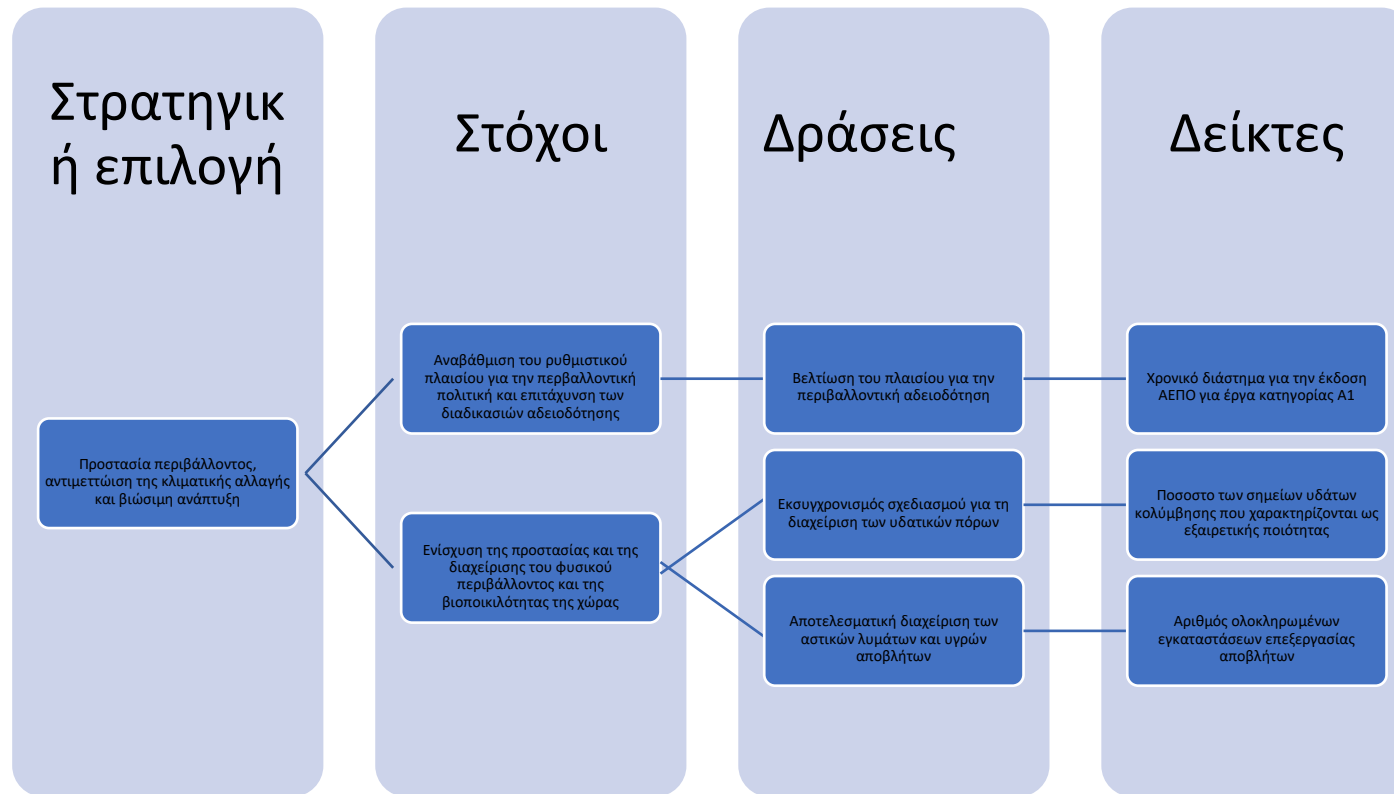 Στρατηγικ
ή επιλογή
Στόχοι
Δράσεις
Δείκτες
Προστασία περιβάλλοντος,
αντιμεττώιση της κλιματικής αλλαγής
και βιώσιμη ανάπτυξη
Αναβάθμιση του ρυθμιστικού
πλαισίου για την περβαλλοντική
πολιτική και επιτάχυνση των
διαδικασιών αδειοδότησης
Βελτίωση του πλαισίου για την
περιβαλλοντική αδειοδότηση
Χρονικό διάστημα για την έκδοση
ΑΕΠΟ για έργα κατηγορίας Α1
Ενίσχυση της προστασίας και της
διαχείρισης του φυσικού
περιβάλλοντος και της
βιοποικιλότητας της χώρας
Εκσυγχρονισμός σχεδιασμού για τη
διαχείριση των υδατικών πόρων
Ποσοστο των σημείων υδάτων
κολύμβησης που χαρακτηρίζονται ως
εξαιρετικής ποιότητας
Αποτελεσματική διαχείριση των
αστικών λυμάτων και υγρών
αποβλήτων
Αριθμός ολοκληρωμένων
εγκαταστάσεων επεξεργασίας
αποβλήτων